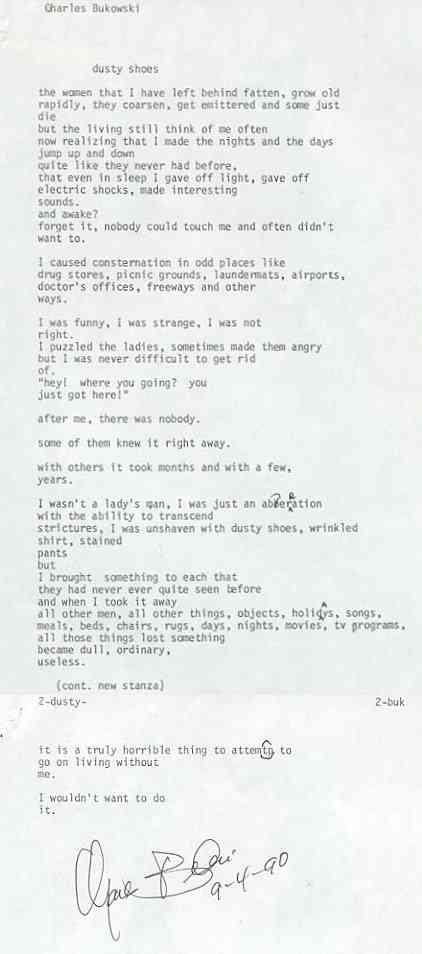 Charles Bukowski
dusty shoes
the women that I have left behind fatten, grow old
rapidly, they coarsen, get emittered and some just
die
but the living still think of me often
now realizing that I made the nights and the days
jump up and down
quite like they never had before,
that even in sleep I gave off light, gave off
electric shocks, made interesting
sounds.
and awake?
forget it, nobody could touch me and often didn't
want to.
I caused consternation in odd places like
drug stores, picnic grounds, laundermats, airports,
doctor's offices, freeways and other
ways.
I was funny, I was strange, I was not
right.
I puzzled the ladies, sometimes made them angry
but I was never difficult to get rid
of.
"hey! where you going? you
just got here!"
after me, there was nobody.
some of them knew it right away.
with others it took months and with a few,
years.
I wasn't a lady's man, I was just an aberration
with the ability to transcend
strictures, I was unshaven with dusty shoes, wrinkled
shirt, stained
pants
but
I brought something to each that
they had never ever quite seen before
and when I took it away
all other men, all other things, objects, holidAys, songs,
meals, beds, chairs, rugs, days, nights, movies, tv programs,
all those things lost something
became dull, ordinary,
useless.
(cont. new stanza)
2-dusty- 2-buk
it is a truly horrible thing to attemtp to
go on living without
me.
I wouldn't want to do
it.
9-4-90